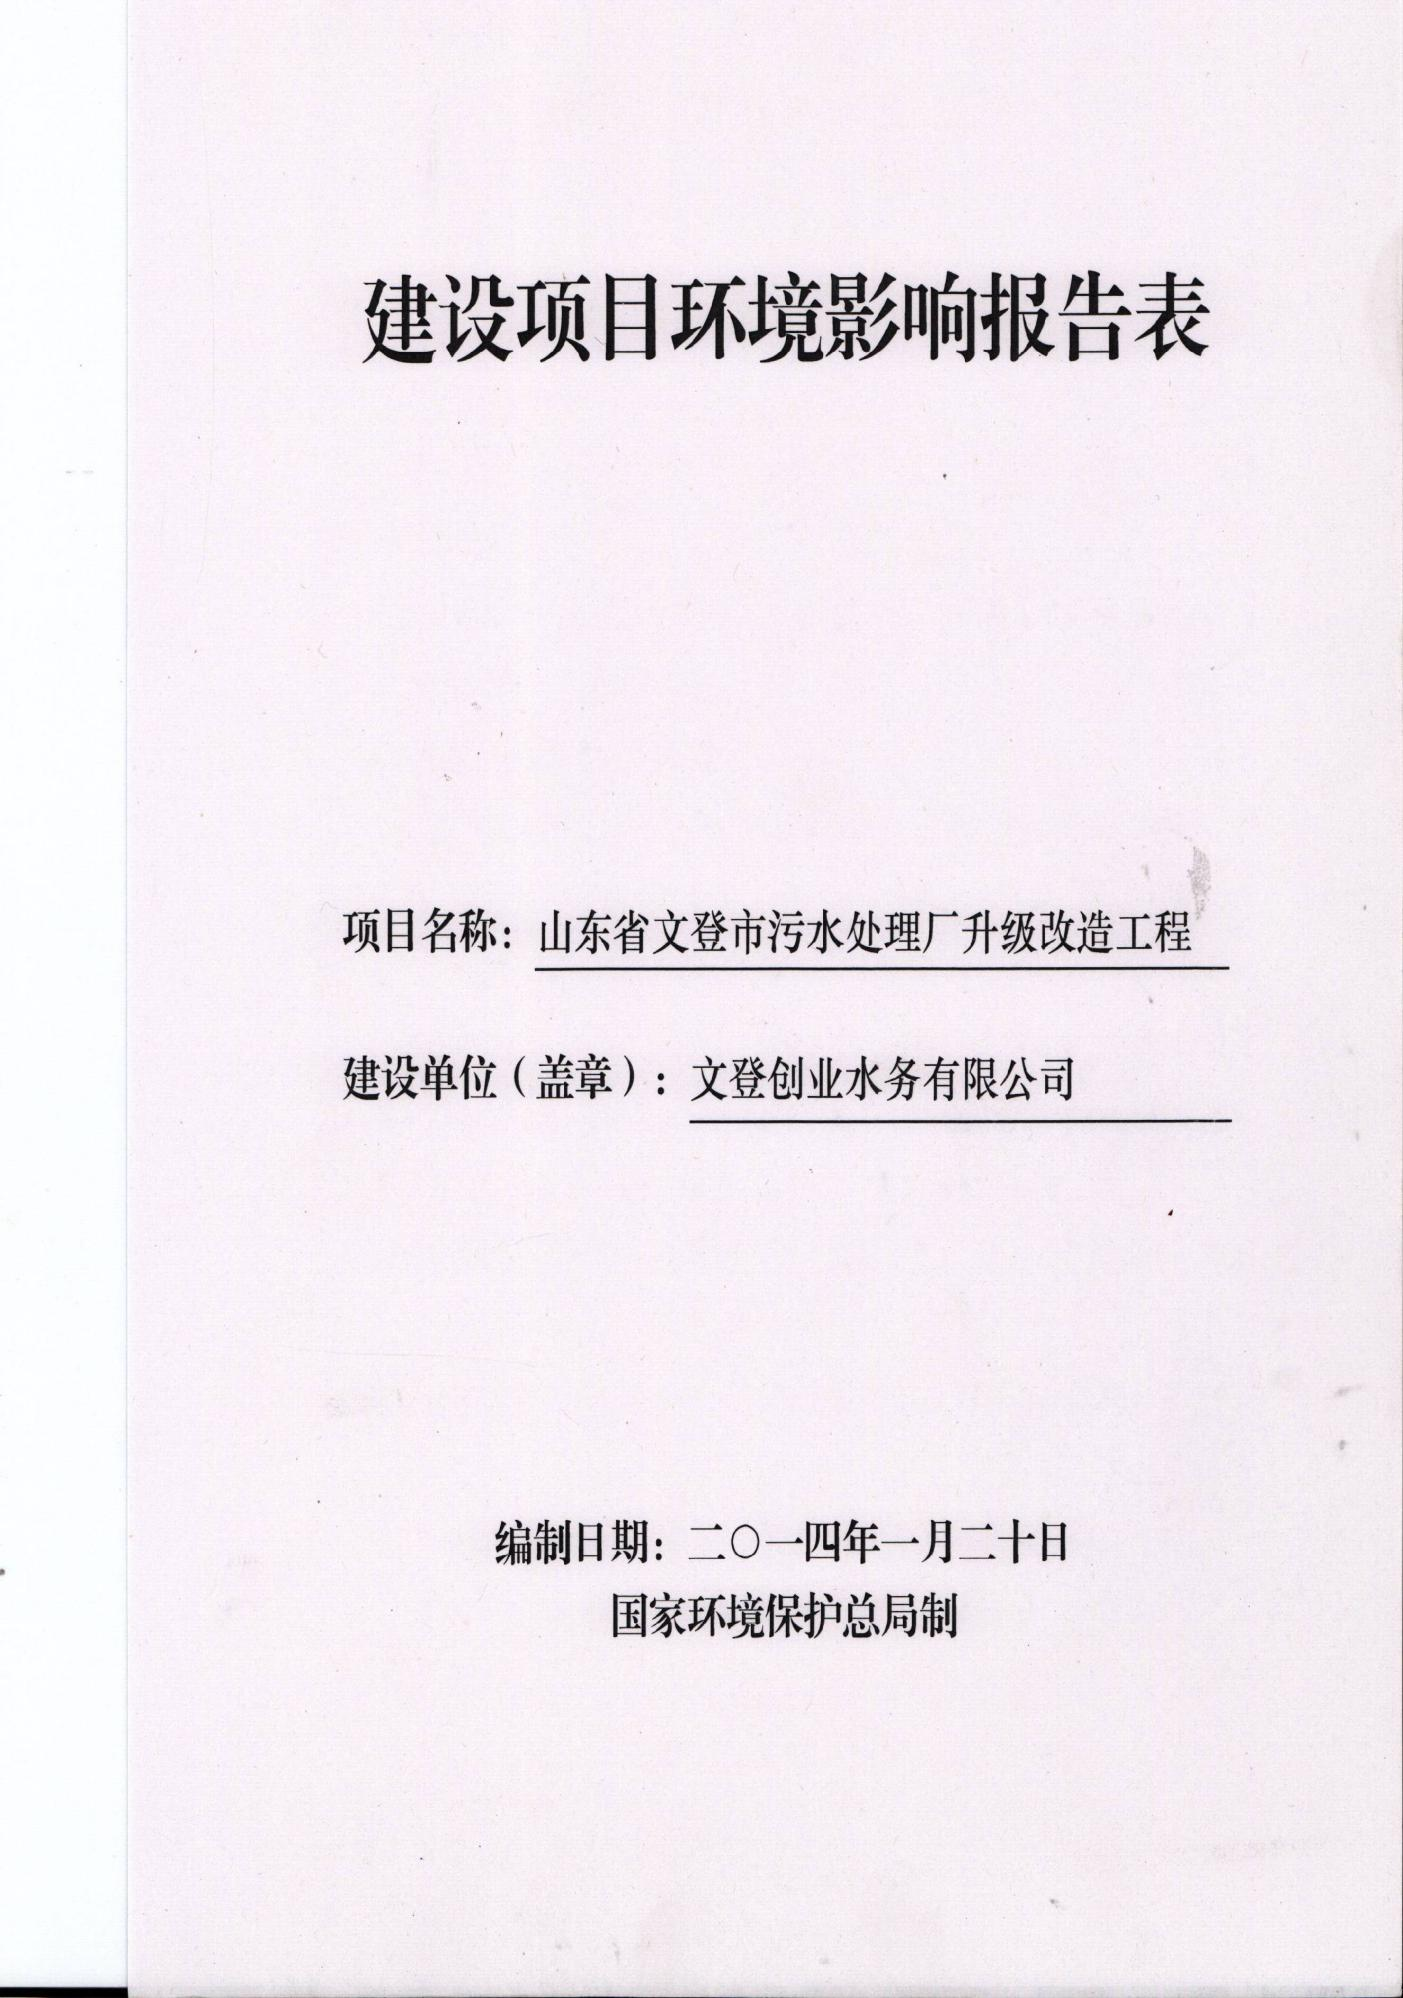 建设项目环境影响报告表
项目名称：山东省文登市污水处理厂升级改造工程
建设单位（盖章）：文登创业水务有限公司
编制日期：二〇一四年一月二十日
国家环境保护总局制